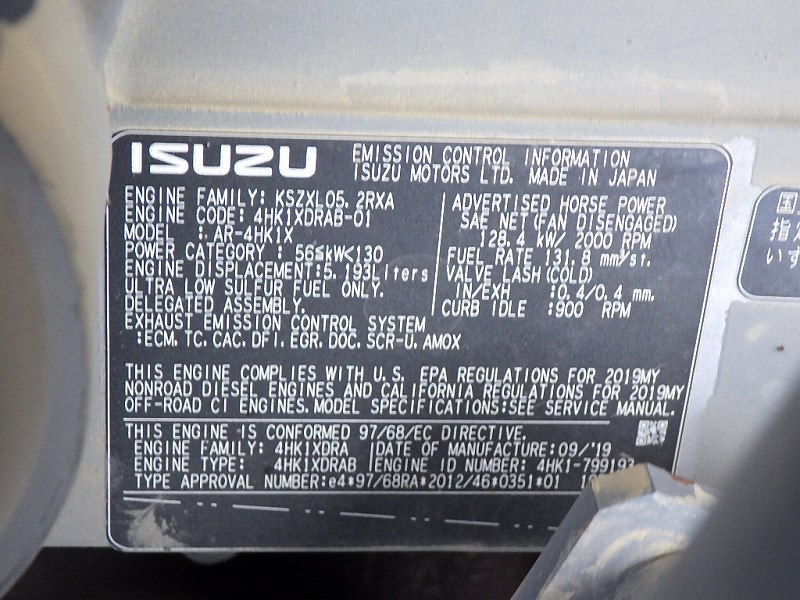 ISUZU
EMISSION CONTROL INFORMATION
ISUZU MOTORS LTD. MADE IN JAPAN
ENGINE FAMILY: KSZXL05.2RXA
ENGINE CODE: 4HK1XDRAB-01
MODEL : AR-4HK1X
POWER CATEGORY : 56≦kW<130
ENGINE DISPLACEMENT:5.193Liters
ULTRA LOW SULFUR FUEL ONLY.
DELEGATED ASSEMBLY.
EXHAUST EMISSION CONTROL SYSTEM
:ECM.TC.CAC.DFI.EGR.DOC.SCR-U.AMOX
ADVERTISED HORSE POWER
SAE NET(FAN DISENGAGED)
128.4 kW/ 2000 RPM
FUEL RATE 131.8 mm³/st.
VALVE LASH(COLD)
IN/EXH :0.4/0.4 mm.
CURB IDLE :900 RPM
THIS ENGINE COMPLIES WITH U.S. EPA REGULATIONS FOR 2019MY
NONROAD DIESEL ENGINES AND CALIFORNIA REGULATIONS FOR 2019MY
OFF-ROAD CI ENGINES.MODEL SPECIFICATIONS:SEE SERVICE MANUAL.
THIS ENGINE IS CONFORMED 97/68/EC DIRECTIVE.
ENGINE FAMILY: 4HK1XDRA DATE OF MANUFACTURE:09/'19
ENGINE TYPE: 4HK1XDRAB ENGINE ID NUMBER: 4HK1-799193
TYPE APPROVAL NUMBER:e4*97/68RA*2012/46*0351*01
国
指定
いす